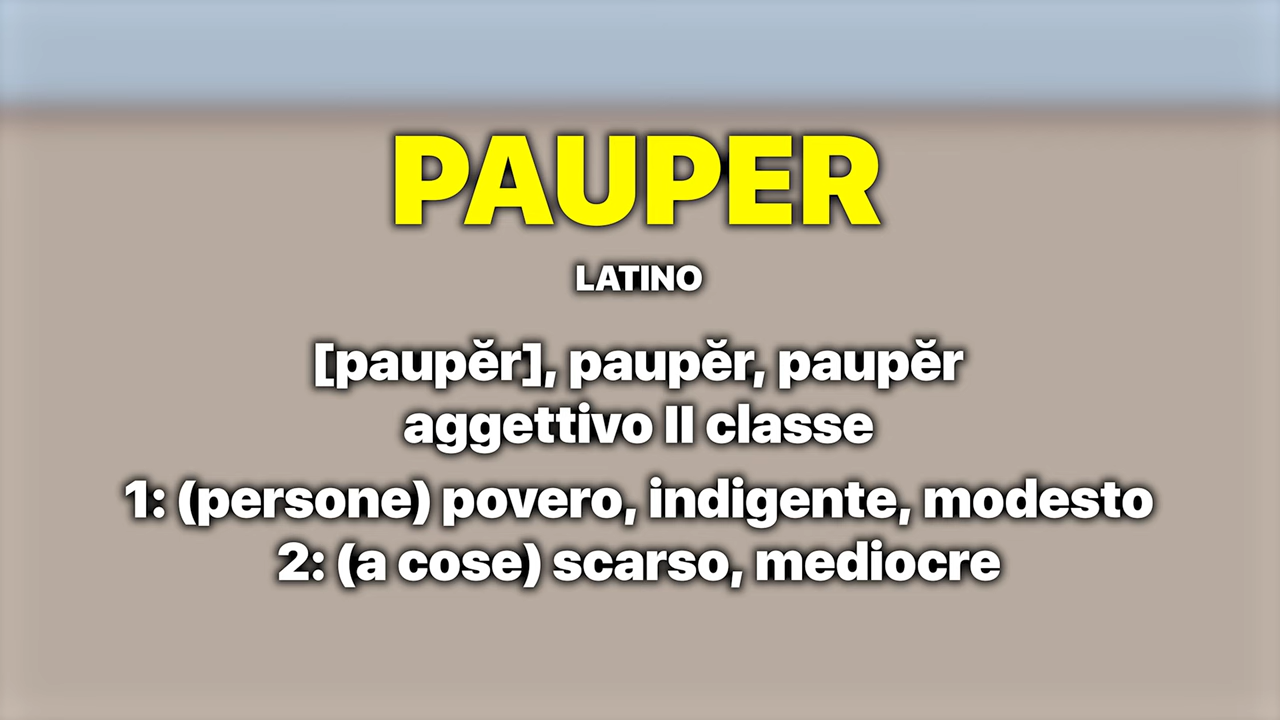 PAUPER
LATINO
[paupĕr], paupĕr, paupĕr
aggettivo II classe
1: (persone) povero, indigente, modesto
2: (a cose) scarso, mediocre